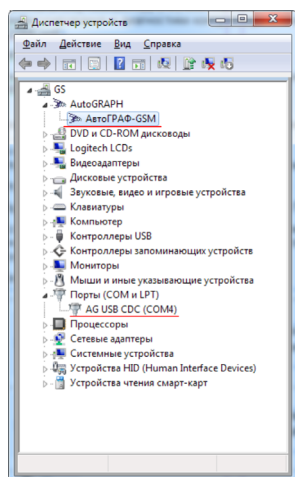 Диспетчер устройств
Файл Действие Вид Справка
GS
AutoGRAPH
АвтоГРАФ-GSM
DVD и CD-ROM дисководы
Logitech LCDs
Видеоадаптеры
Дисковые устройства
Звуковые, видео и игровые устройства
Клавиатуры
Компьютер
Контроллеры USB
Контроллеры запоминающих устройств
Мониторы
Мыши и иные указывающие устройства
Порты (COM и LPT)
AG USB CDC (COM4)
Процессоры
Сетевые адаптеры
Системные устройства
Устройства HID (Human Interface Devices)
Устройства чтения смарт-карт